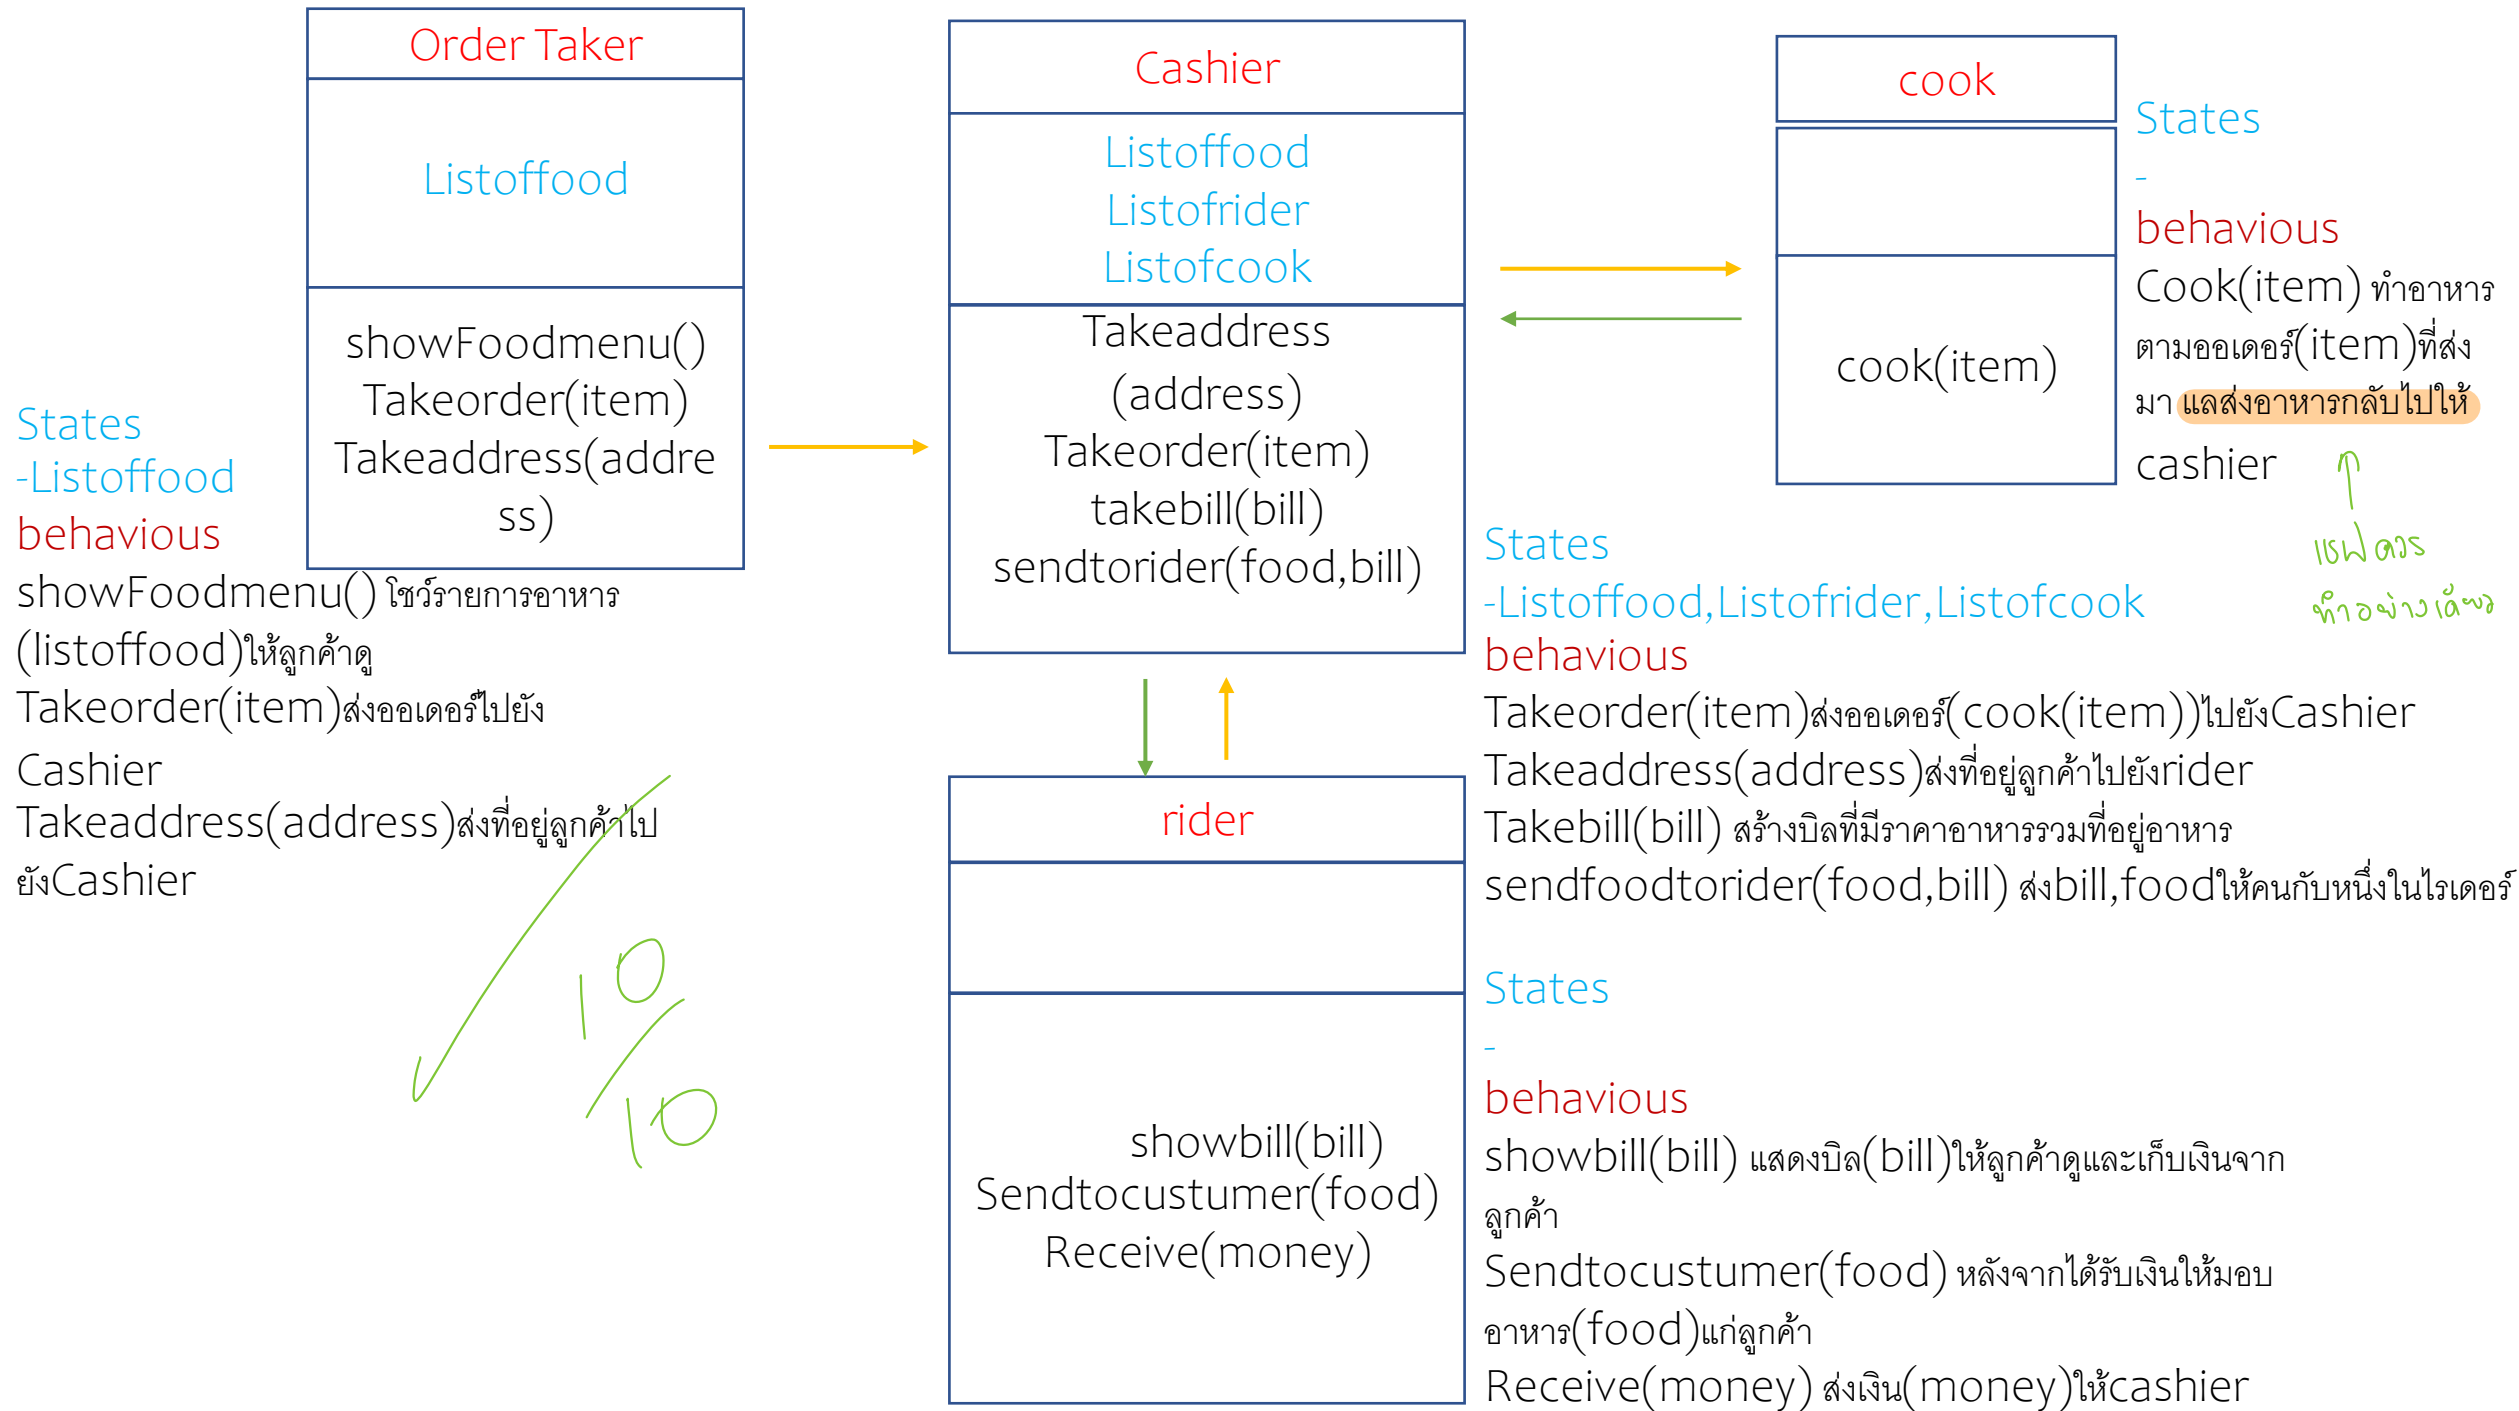 Order Taker
Listoffood
showFoodmenu()
Takeorder(item)
Takeaddress(addre
ss)
States
-Listoffood
behavious
showFoodmenu() โชว์รายการอาหาร
(listoffood)ให้ลูกค้าดู
Takeorder(item)ส่งออเดอร์ไปยัง
Cashier
Takeaddress(address)ส่งที่อยู่ลูกค้าไป
ยังCashier
10
10
Cashier
Listoffood
Listofrider
Listofcook
Takeaddress
(address)
Takeorder(item)
takebill(bill)
sendtorider(food,bill)
cook
cook(item)
States
-
behavious
Cook(item) ทำอาหาร
ตามออเดอร์(item)ที่ส่ง
มา แลส่งอาหารกลับไปให้
cashier
เชฟควร
ทำอย่างเดียว
States
-Listoffood,Listofrider,Listofcook
behavious
Takeorder(item)ส่งออเดอร์(cook(item))ไปยังCashier
Takeaddress(address)ส่งที่อยู่ลูกค้าไปยังrider
Takebill(bill) สร้างบิลที่มีราคาอาหารรวมที่อยู่อาหาร
sendfoodtorider(food,bill) ส่งbill,foodให้คนกับหนึ่งในไรเดอร์
rider
showbill(bill)
Sendtocustumer(food)
Receive(money)
States
-
behavious
showbill(bill) แสดงบิล(bill)ให้ลูกค้าดูและเก็บเงินจาก
ลูกค้า
Sendtocustumer(food) หลังจากได้รับเงินให้มอบ
อาหาร(food)แก่ลูกค้า
Receive(money) ส่งเงิน(money)ให้cashier